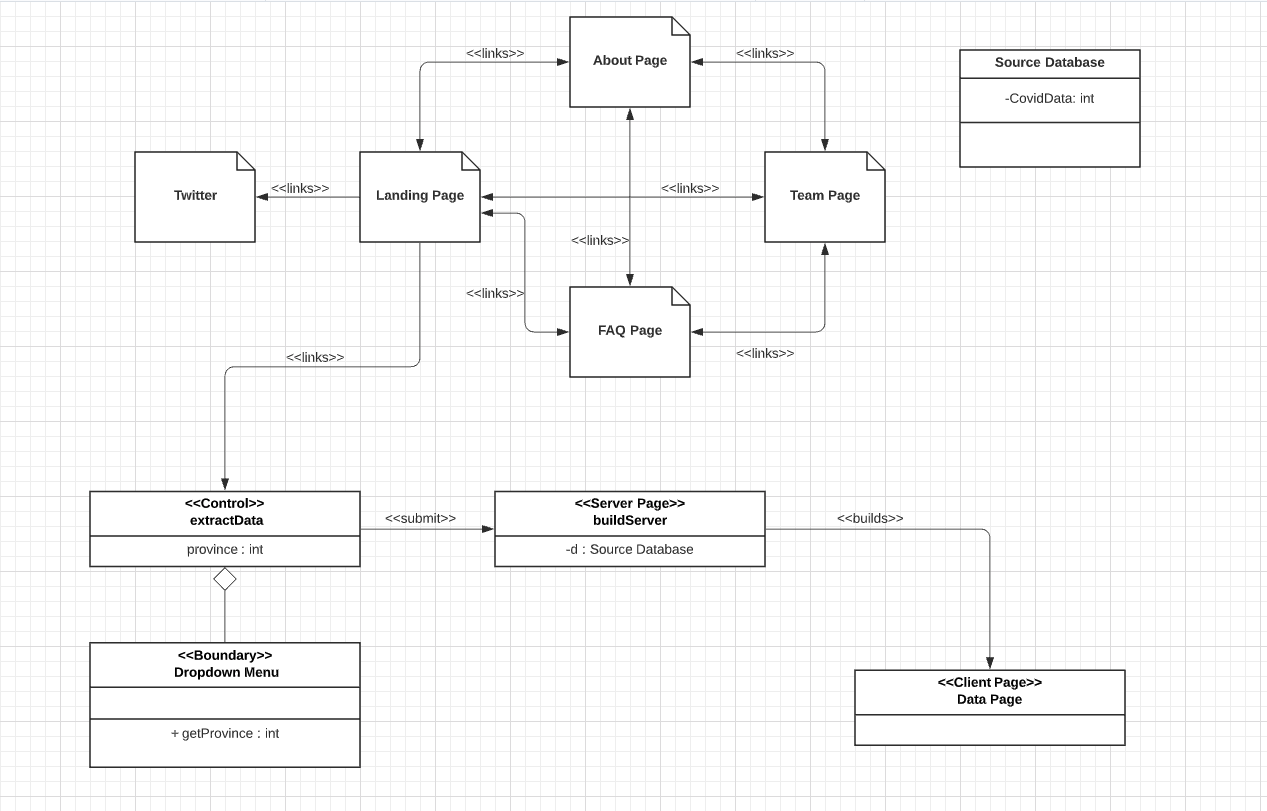 <<links>>
About Page
<<links>>
Source Database
-CovidData: int
Twitter
<<links>>
Landing Page
<<links>>
Team Page
<<links>>
<<links>>
FAQ Page
<<links>>
<<links>>
<<Control>>
extractData
province : int
<<submit>>
<<Server Page>>
buildServer
-d : Source Database
<<builds>>
<<Boundary>>
Dropdown Menu
+ getProvince : int
<<Client Page>>
Data Page